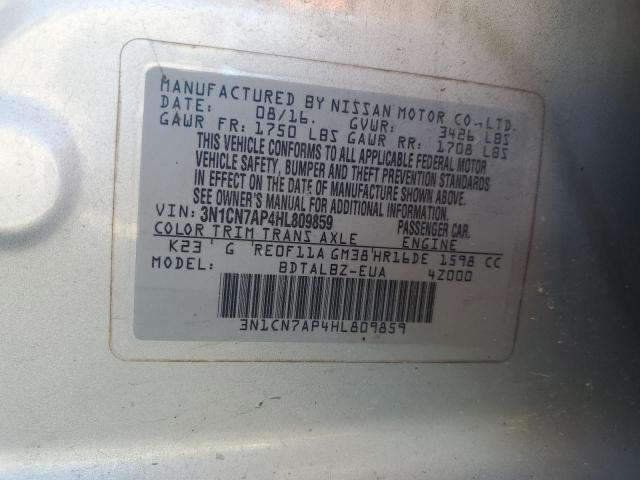 MANUFACTURED BY NISSAN MOTOR CO.,LTD.
DATE: 08/16. GVWR: 3426 LBS
GAWR FR: 1750 LBS GAWR RR: 1708 LBS
THIS VEHICLE CONFORMS TO ALL APPLICABLE FEDERAL MOTOR
VEHICLE SAFETY, BUMPER AND THEFT PREVENTION STANDARDS
IN EFFECT ON THE DATE OF MANUFACTURE SHOWN ABOVE.
SEE OWNER'S MANUAL FOR ADDITIONAL INFORMATION
VIN: 3N1CN7AP4HL809859 PASSENGER CAR.
COLOR TRIM TRANS AXLE ENGINE
K23 G RE0F11A GM38 HR16DE 1598 CC
MODEL: BDTALBZ-EUA 4Z000
3N1CN7AP4HL809859